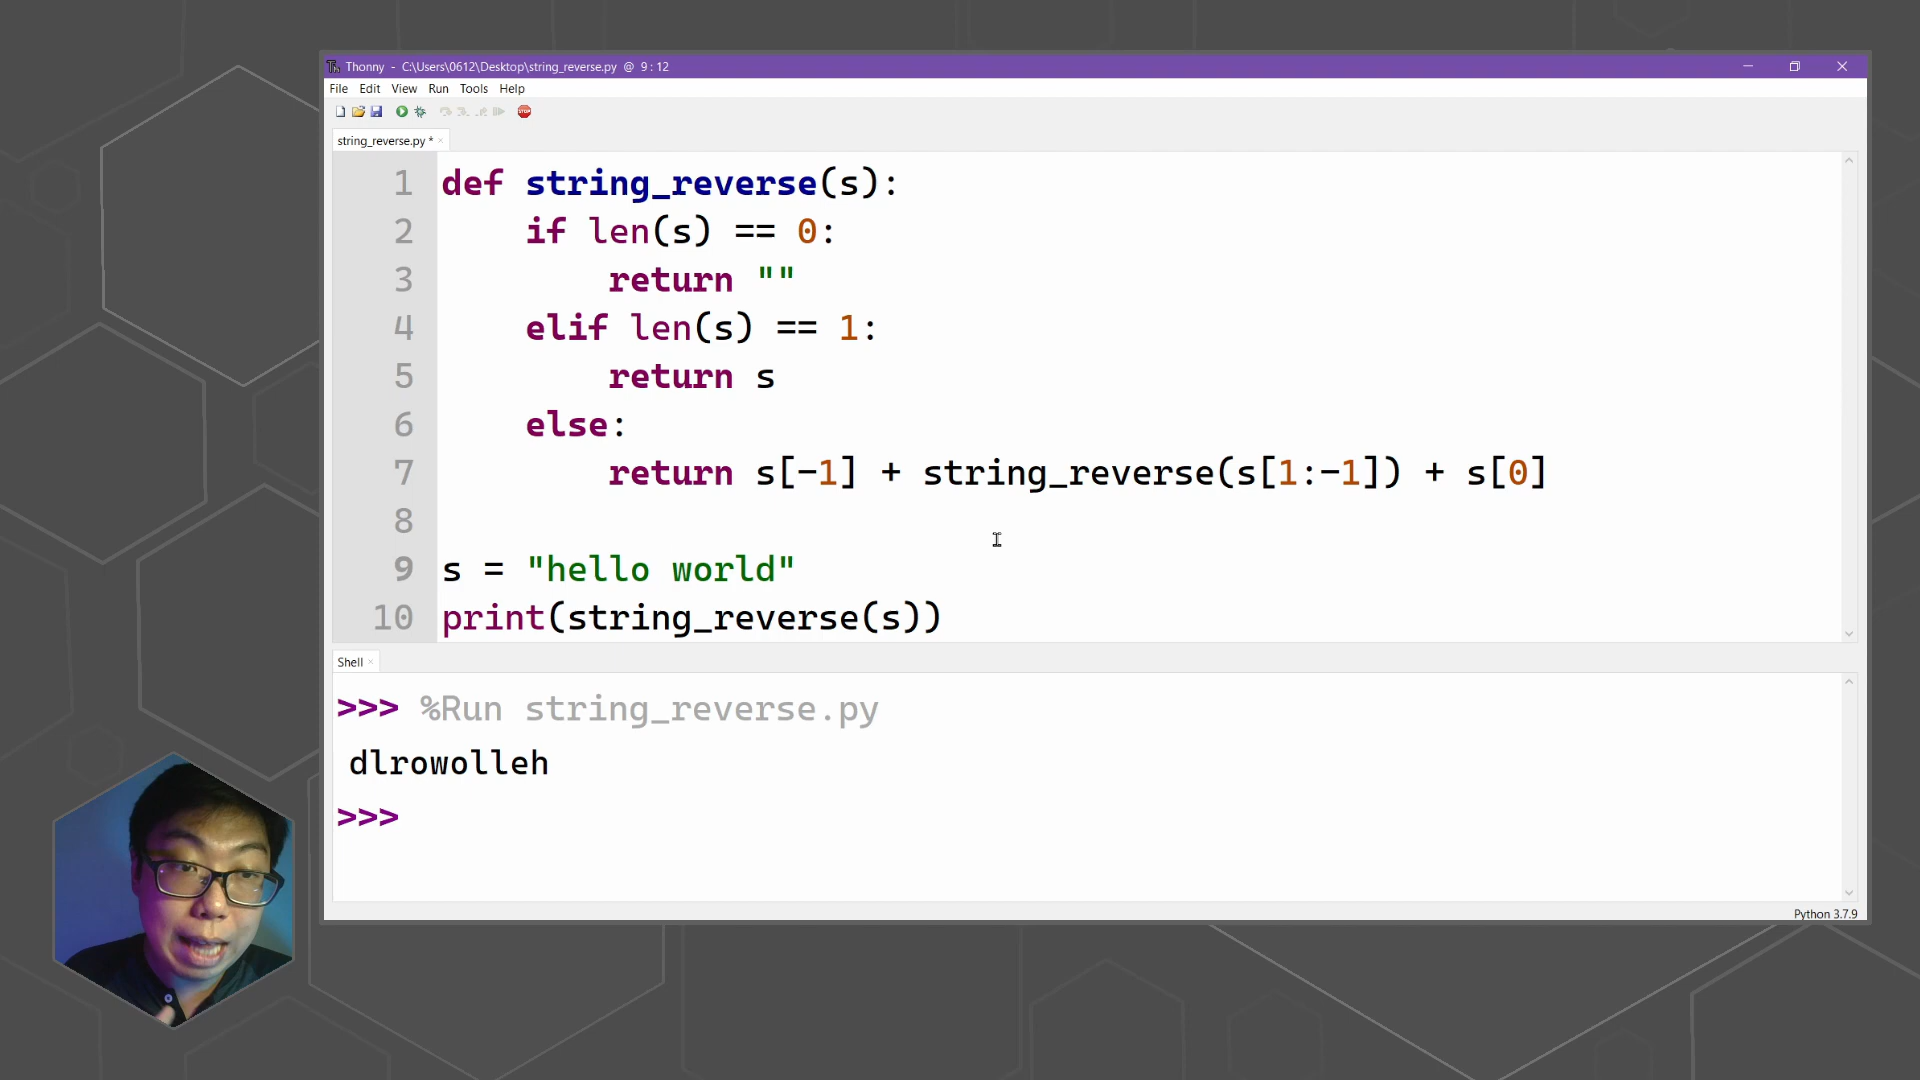 Thonny - C:\Users\0612\Desktop\string_reverse.py @ 9 : 12
File Edit View Run Tools Help
STOP
string_reverse.py * ×
1 def string_reverse(s):
2     if len(s) == 0:
3         return ""
4     elif len(s) == 1:
5         return s
6     else:
7         return s[-1] + string_reverse(s[1:-1]) + s[0]
8
9 s = "hello world"
10 print(string_reverse(s))
Shell ×
>>> %Run string_reverse.py
dlrowolleh
>>>
Python 3.7.9